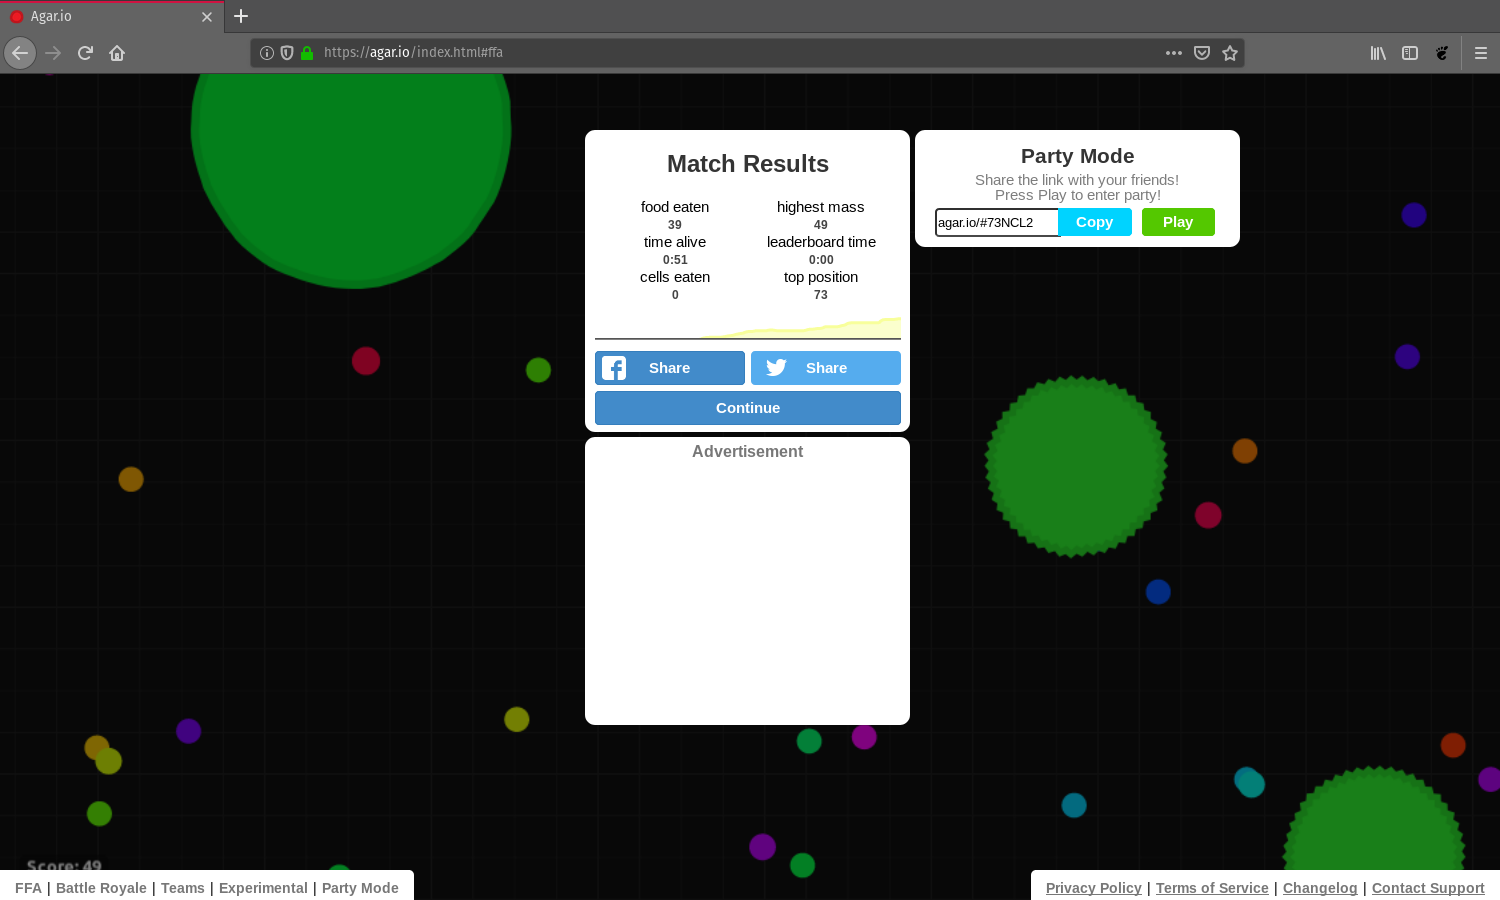 Agar.io
https://agar.io/index.html#ffa
Match Results
food eaten
39
highest mass
49
time alive
0:51
leaderboard time
0:00
cells eaten
0
top position
73
Share
Share
Continue
Advertisement
Party Mode
Share the link with your friends!
Press Play to enter party!
agar.io/#73NCL2
Copy
Play
Score: 49
FFA | Battle Royale | Teams | Experimental | Party Mode
Privacy Policy | Terms of Service | Changelog | Contact Support